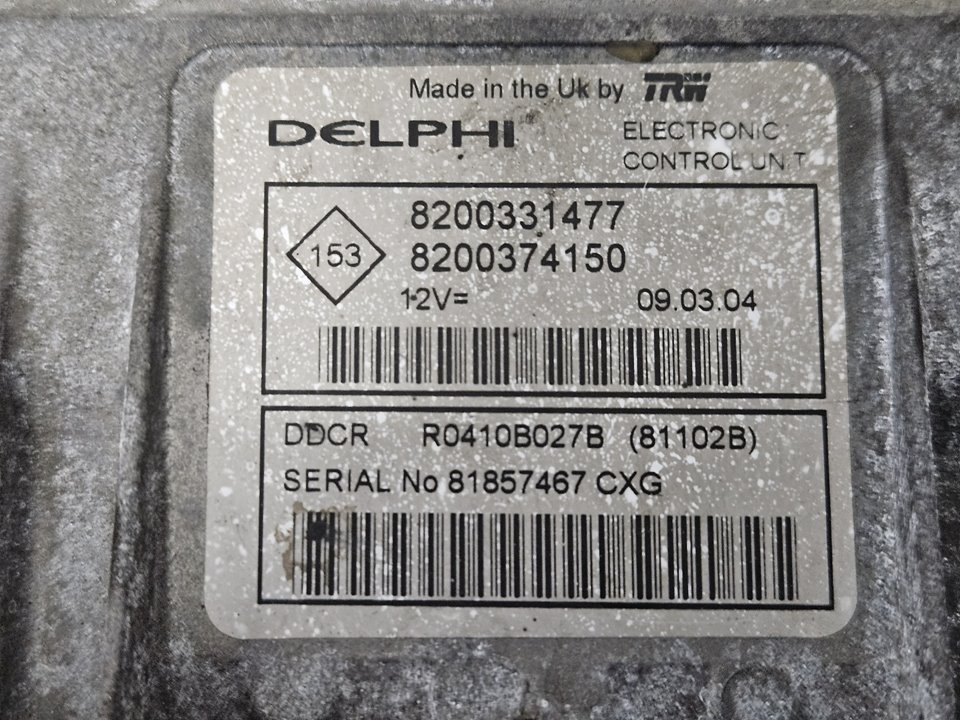 Made in the Uk by TRW
DELPHI ELECTRONIC
CONTROL UNIT
8200331477
153
8200374150
12V= 09.03.04
DDCR R0410B027B (81102B)
SERIAL No 81857467 CXG